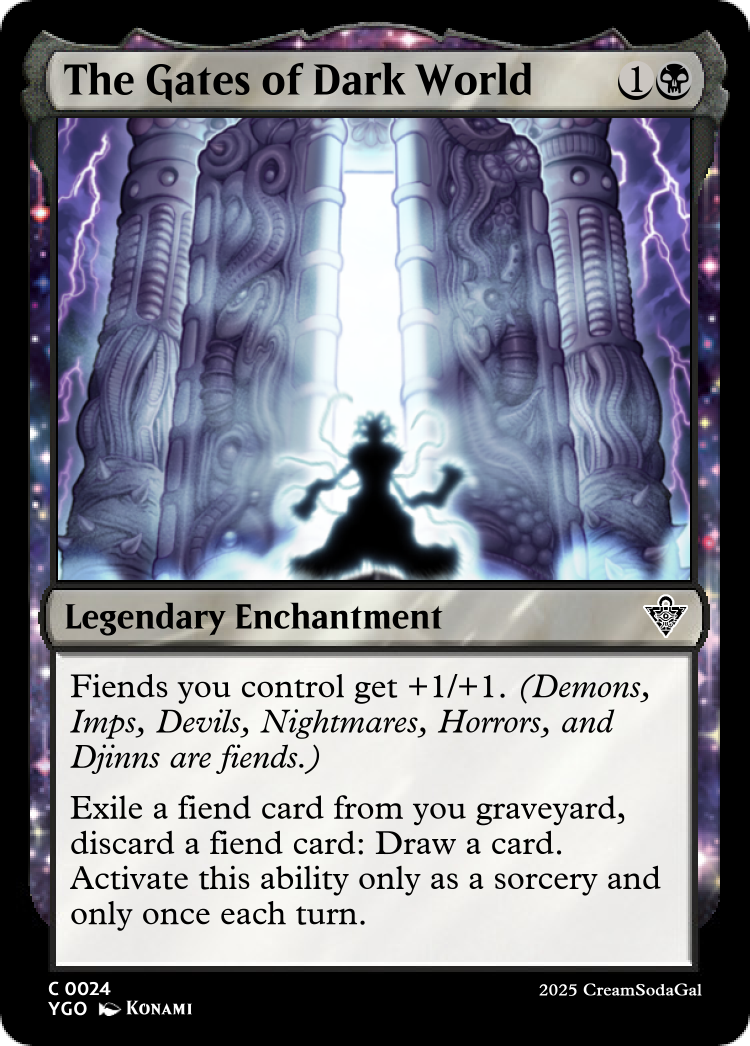 The Gates of Dark World 1
Legendary Enchantment
Fiends you control get +1/+1. (Demons,
Imps, Devils, Nightmares, Horrors, and
Djinns are fiends.)
Exile a fiend card from you graveyard,
discard a fiend card: Draw a card.
Activate this ability only as a sorcery and
only once each turn.
C 0024
YGO KONAMI
2025 CreamSodaGal